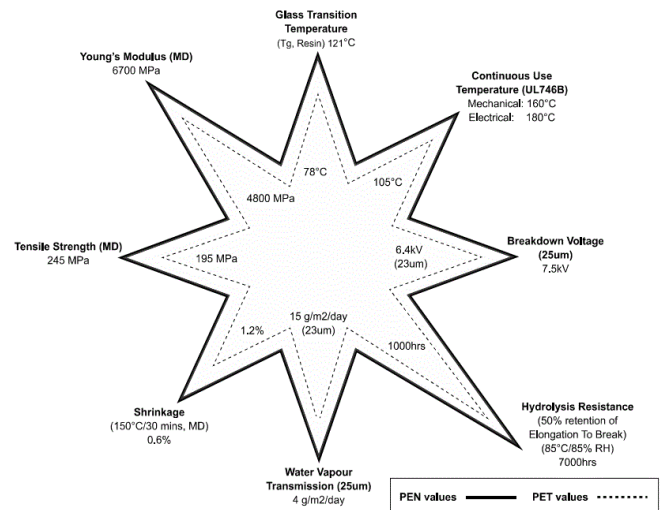 Glass Transition
Temperature
(Tg, Resin) 121°C
Young's Modulus (MD)
6700 MPa
Continuous Use
Temperature (UL746B)
Mechanical: 160°C
Electrical: 180°C
78°C
105°C
4800 MPa
Tensile Strength (MD)
245 MPa
195 MPa
6.4kV
(23um)
Breakdown Voltage
(25um)
7.5kV
15 g/m2/day
(23um)
1.2%
1000hrs
Shrinkage
(150°C/30 mins, MD)
0.6%
Hydrolysis Resistance
(50% retention of
Elongation To Break)
(85°C/85% RH)
7000hrs
Water Vapour
Transmission (25um)
4 g/m2/day
PEN values
PET values